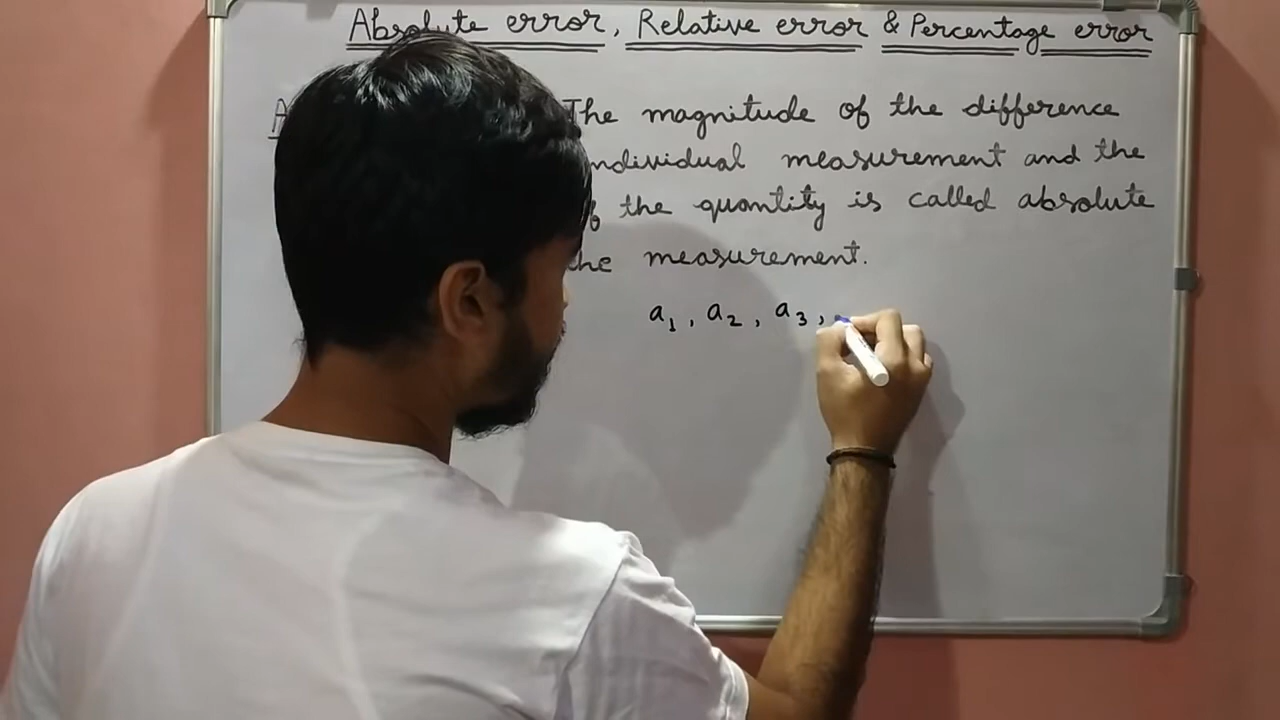 Absolute error, Relative error & Percentage error
The magnitude of the difference
individual measurement and the
the quantity is called absolute
the measurement.
a₁, a₂, a₃,